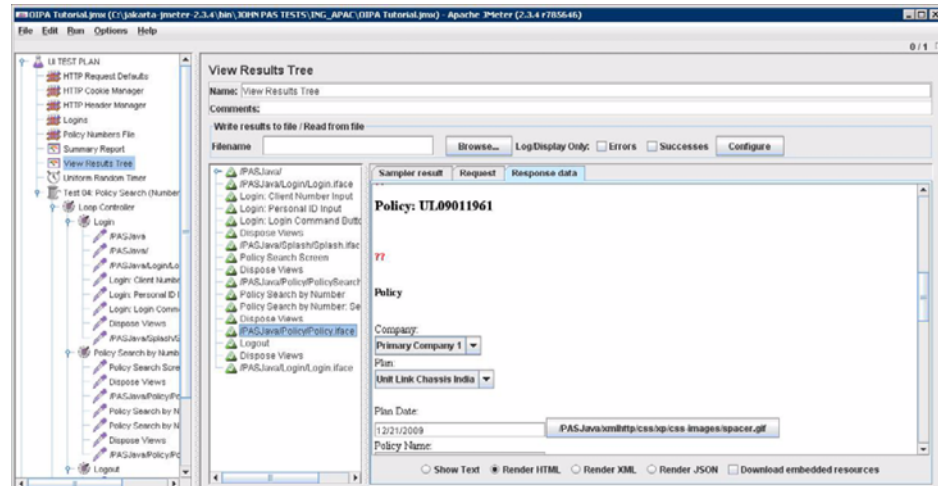 OIPA Tutorial.jmx (C:\jakarta-jmeter-2.3.4\bin\JOHN PAS TESTS\ING_APAC\OIPA Tutorial.jmx) - Apache JMeter (2.3.4 r785646)
File Edit Run Options Help
0 / 1
UI TEST PLAN
HTTP Request Defaults
HTTP Cookie Manager
HTTP Header Manager
Logins
Policy Numbers File
Summary Report
View Results Tree
Uniform Random Timer
Test 04: Policy Search (Number
Loop Controller
Login
/PASJava
/PASJava/
/PASJava/Login/Lo
Login: Client Numbe
Login: Personal ID I
Login: Login Comm
Dispose Views
/PASJava/Splash/S
Policy Search by Numb
Policy Search Scre
Dispose Views
/PASJava/Policy/Po
Policy Search by N
Policy Search by N
Dispose Views
/PASJava/Policy/Po
Logout
View Results Tree
Name: View Results Tree
Comments:
Write results to file / Read from file
Filename Browse... Log/Display Only: Errors Successes Configure
/PASJava/
/PASJava/Login/Login.iface
Login: Client Number Input
Login: Personal ID Input
Login: Login Command Butto
Dispose Views
/PASJava/Splash/Splash.ifac
Policy Search Screen
Dispose Views
/PASJava/Policy/PolicySearch
Policy Search by Number
Policy Search by Number: Se
Dispose Views
/PASJava/Policy/Policy.iface
Logout
Dispose Views
/PASJava/Login/Login.iface
Sampler result Request Response data
Policy: UL09011961
??
Policy
Company:
Primary Company 1
Plan:
Unit Link Chassis India
Plan Date:
12/21/2009 /PASJava/xmlhttp/css/xp/css-images/spacer.gif
Policy Name:
Show Text Render HTML Render XML Render JSON Download embedded resources